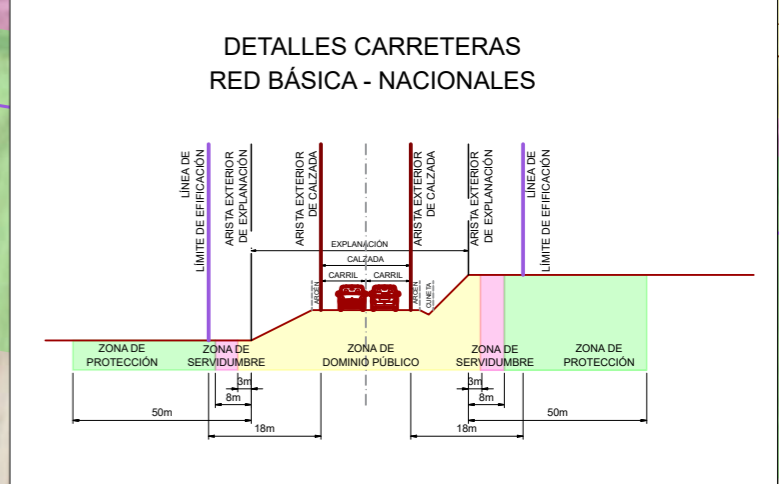 DETALLES CARRETERAS
RED BÁSICA - NACIONALES
LÍNEA DE
LÍMITE DE EFIFICACIÓN
ARISTA EXTERIOR
DE EXPLANACIÓN
ARISTA EXTERIOR
DE CALZADA
ARISTA EXTERIOR
DE CALZADA
ARISTA EXTERIOR
DE EXPLANACIÓN
LÍNEA DE
LÍMITE DE EFIFICACIÓN
EXPLANACIÓN
CALZADA
CARRIL
CARRIL
ARCÉN
ARCÉN
CUNETA
ZONA DE
PROTECCIÓN
ZONA DE
SERVIDUMBRE
ZONA DE
DOMINIO PÚBLICO
ZONA DE
SERVIDUMBRE
ZONA DE
PROTECCIÓN
3m
3m
8m
8m
50m
50m
18m
18m